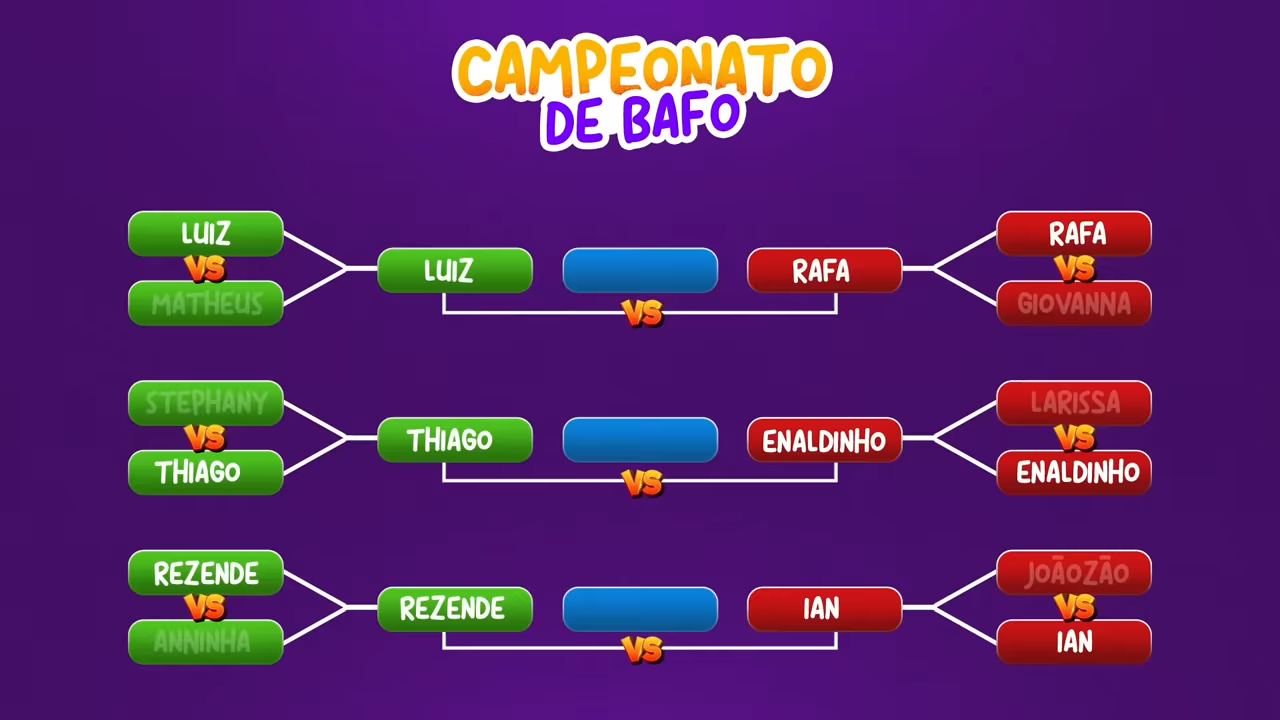 CAMPEONATO
DE BAFO
LUIZ
VS
MATHEUS
LUIZ
VS
RAFA
RAFA
VS
GIOVANNA
STEPHANY
VS
THIAGO
THIAGO
VS
ENALDINHO
LARISSA
VS
ENALDINHO
REZENDE
VS
ANNINHA
REZENDE
VS
IAN
JOÃOZÃO
VS
IAN